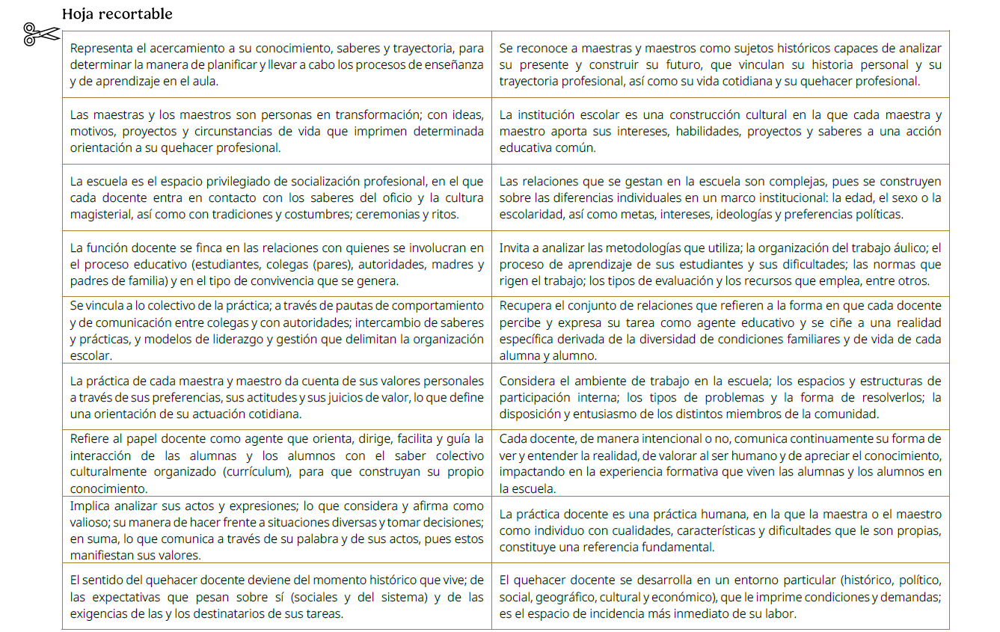 Hoja recortable
Representa el acercamiento a su conocimiento, saberes y trayectoria, para
determinar la manera de planificar y llevar a cabo los procesos de enseñanza
y de aprendizaje en el aula.
Se reconoce a maestras y maestros como sujetos históricos capaces de analizar
su presente y construir su futuro, que vinculan su historia personal y su
trayectoria profesional, así como su vida cotidiana y su quehacer profesional.
Las maestras y los maestros son personas en transformación; con ideas,
motivos, proyectos y circunstancias de vida que imprimen determinada
orientación a su quehacer profesional.
La institución escolar es una construcción cultural en la que cada maestra y
maestro aporta sus intereses, habilidades, proyectos y saberes a una acción
educativa común.
La escuela es el espacio privilegiado de socialización profesional, en el que
cada docente entra en contacto con los saberes del oficio y la cultura
magisterial, así como con tradiciones y costumbres; ceremonias y ritos.
Las relaciones que se gestan en la escuela son complejas, pues se construyen
sobre las diferencias individuales en un marco institucional: la edad, el sexo o la
escolaridad, así como metas, intereses, ideologías y preferencias políticas.
La función docente se finca en las relaciones con quienes se involucran en
el proceso educativo (estudiantes, colegas (pares), autoridades, madres y
padres de familia) y en el tipo de convivencia que se genera.
Invita a analizar las metodologías que utiliza; la organización del trabajo áulico; el
proceso de aprendizaje de sus estudiantes y sus dificultades; las normas que
rigen el trabajo; los tipos de evaluación y los recursos que emplea, entre otros.
Se vincula a lo colectivo de la práctica; a través de pautas de comportamiento
y de comunicación entre colegas y con autoridades; intercambio de saberes
y prácticas, y modelos de liderazgo y gestión que delimitan la organización
escolar.
Recupera el conjunto de relaciones que refieren a la forma en que cada docente
percibe y expresa su tarea como agente educativo y se ciñe a una realidad
específica derivada de la diversidad de condiciones familiares y de vida de cada
alumna y alumno.
La práctica de cada maestra y maestro da cuenta de sus valores personales
a través de sus preferencias, sus actitudes y sus juicios de valor, lo que define
una orientación de su actuación cotidiana.
Considera el ambiente de trabajo en la escuela; los espacios y estructuras de
participación interna; los tipos de problemas y la forma de resolverlos; la
disposición y entusiasmo de los distintos miembros de la comunidad.
Refiere al papel docente como agente que orienta, dirige, facilita y guía la
interacción de las alumnas y los alumnos con el saber colectivo
culturalmente organizado (currículum), para que construyan su propio
conocimiento.
Cada docente, de manera intencional o no, comunica continuamente su forma de
ver y entender la realidad, de valorar al ser humano y de apreciar el conocimiento,
impactando en la experiencia formativa que viven las alumnas y los alumnos en
la escuela.
Implica analizar sus actos y expresiones; lo que considera y afirma como
valioso; su manera de hacer frente a situaciones diversas y tomar decisiones;
en suma, lo que comunica a través de su palabra y de sus actos, pues estos
manifiestan sus valores.
La práctica docente es una práctica humana, en la que la maestra o el maestro
como individuo con cualidades, características y dificultades que le son propias,
constituye una referencia fundamental.
El sentido del quehacer docente deviene del momento histórico que vive; de
las expectativas que pesan sobre sí (sociales y del sistema) y de las
exigencias de las y los destinatarios de sus tareas.
El quehacer docente se desarrolla en un entorno particular (histórico, político,
social, geográfico, cultural y económico), que le imprime condiciones y demandas;
es el espacio de incidencia más inmediato de su labor.